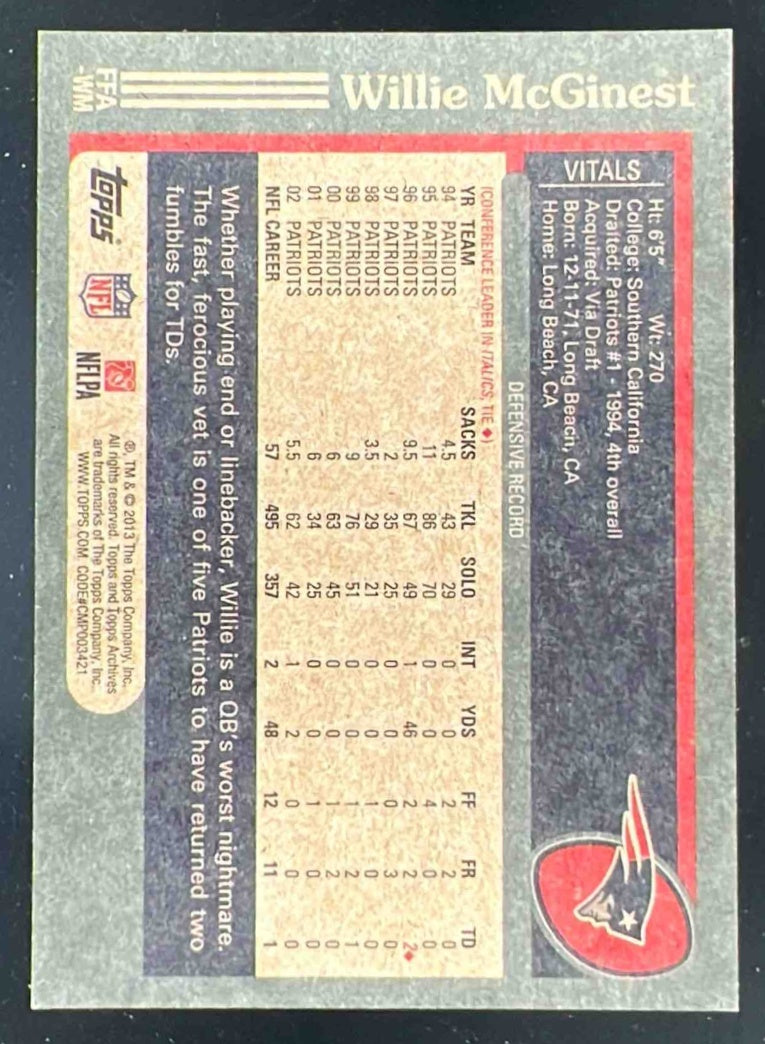 Willie McGinest
FFA
-WM
VITALS
Ht: 6'5" Wt: 270
College: Southern California
Drafted: Patriots #1 - 1994, 4th overall
Acquired: Via Draft
Born: 12-11-71, Long Beach, CA
Home: Long Beach, CA
DEFENSIVE RECORD
(CONFERENCE LEADER IN ITALICS, TIE ♦)
YR TEAM SACKS TKL SOLO INT YDS FF FR TD
94 PATRIOTS 4.5 43 29 0 0 2 2 0
95 PATRIOTS 11 86 70 0 0 4 0 0
96 PATRIOTS 9.5 67 49 1 46 2 2 2♦
97 PATRIOTS 2 35 25 0 0 0 3 0
98 PATRIOTS 3.5 29 21 0 0 1 0 0
99 PATRIOTS 9 76 51 0 0 1 2 1
00 PATRIOTS 6 63 45 0 0 1 2 0
01 PATRIOTS 6 34 25 0 0 1 0 0
02 PATRIOTS 5.5 62 42 1 2 0 0 0
NFL CAREER 57 495 357 2 48 12 11 1
Whether playing end or linebacker, Willie is a QB's worst nightmare.
The fast, ferocious vet is one of five Patriots to have returned two
fumbles for TDs.
topps
NFL
NFLPA
®, TM & © 2013 The Topps Company, Inc.
All rights reserved. Topps and Topps Archives
are trademarks of The Topps Company, Inc.
WWW.TOPPS.COM CODE#CMP003421